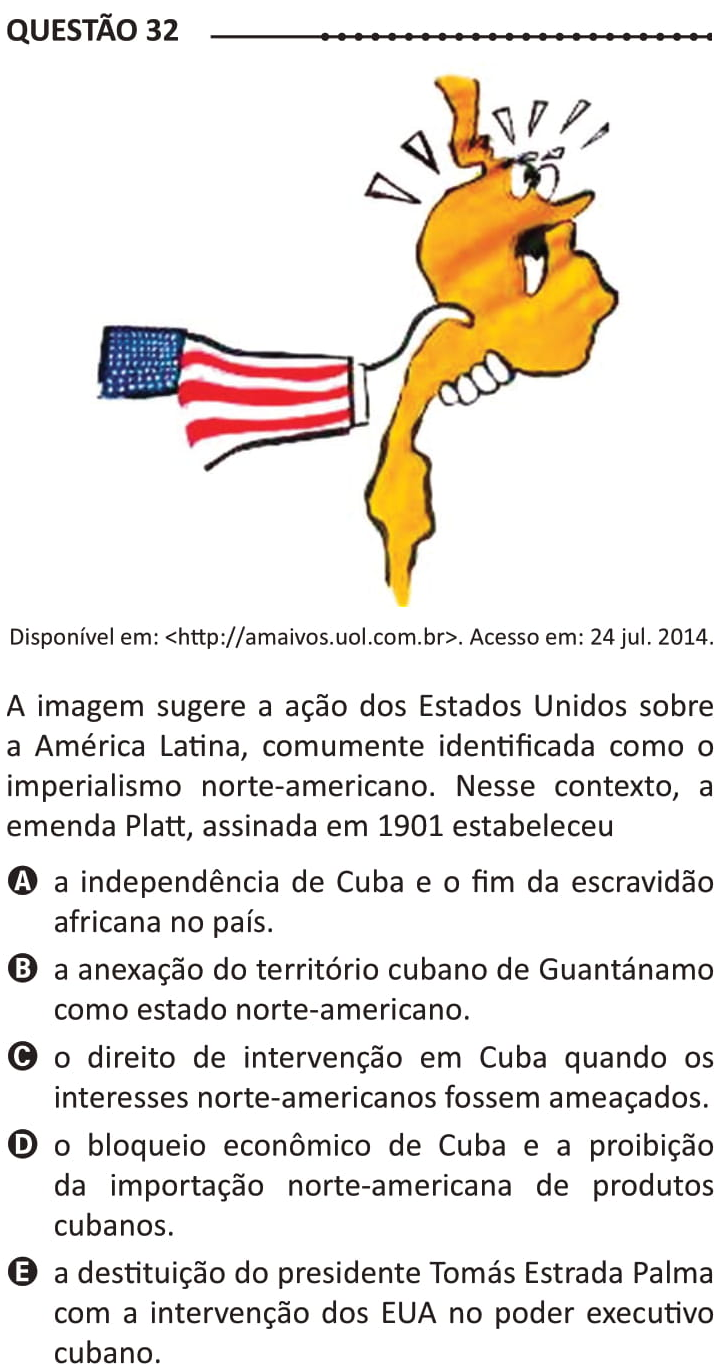 QUESTÃO 32
Disponível em: <http://amaivos.uol.com.br>. Acesso em: 24 jul. 2014.
A imagem sugere a ação dos Estados Unidos sobre
a América Latina, comumente identificada como o
imperialismo norte-americano. Nesse contexto, a
emenda Platt, assinada em 1901 estabeleceu
A a independência de Cuba e o fim da escravidão
africana no país.
B a anexação do território cubano de Guantánamo
como estado norte-americano.
C o direito de intervenção em Cuba quando os
interesses norte-americanos fossem ameaçados.
D o bloqueio econômico de Cuba e a proibição
da importação norte-americana de produtos
cubanos.
E a destituição do presidente Tomás Estrada Palma
com a intervenção dos EUA no poder executivo
cubano.